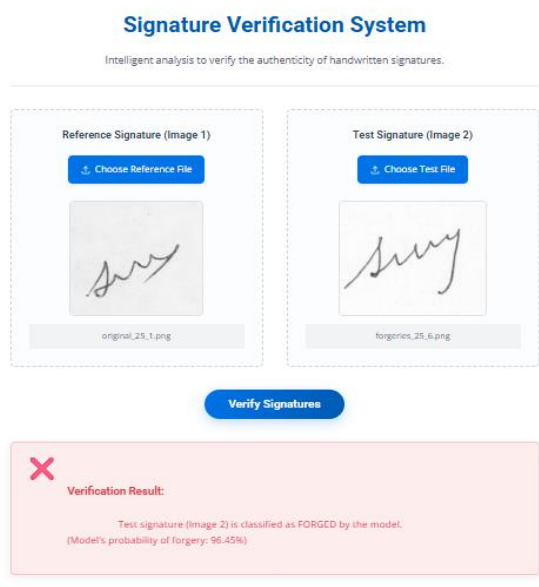 Signature Verification System
Intelligent analysis to verify the authenticity of handwritten signatures.
Reference Signature (Image 1)
Choose Reference File
original_25_1.png
Test Signature (Image 2)
Choose Test File
forgeries_25_6.png
Verify Signatures
Verification Result:
Test signature (Image 2) is classified as FORGED by the model.
(Model's probability of forgery: 96.45%)